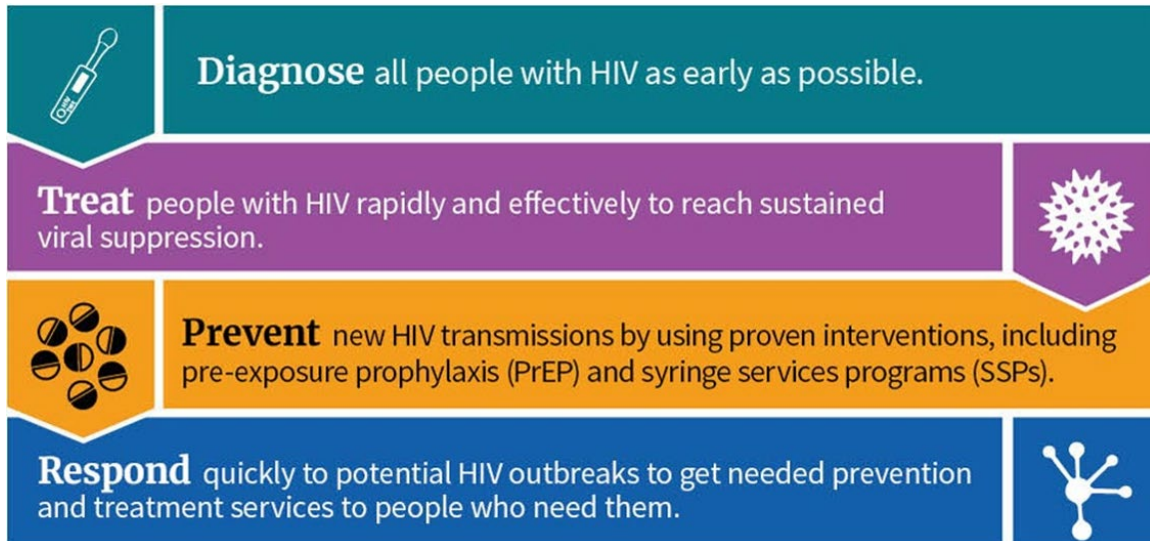 Diagnose all people with HIV as early as possible.
Treat people with HIV rapidly and effectively to reach sustained
viral suppression.
Prevent new HIV transmissions by using proven interventions, including
pre-exposure prophylaxis (PrEP) and syringe services programs (SSPs).
Respond quickly to potential HIV outbreaks to get needed prevention
and treatment services to people who need them.